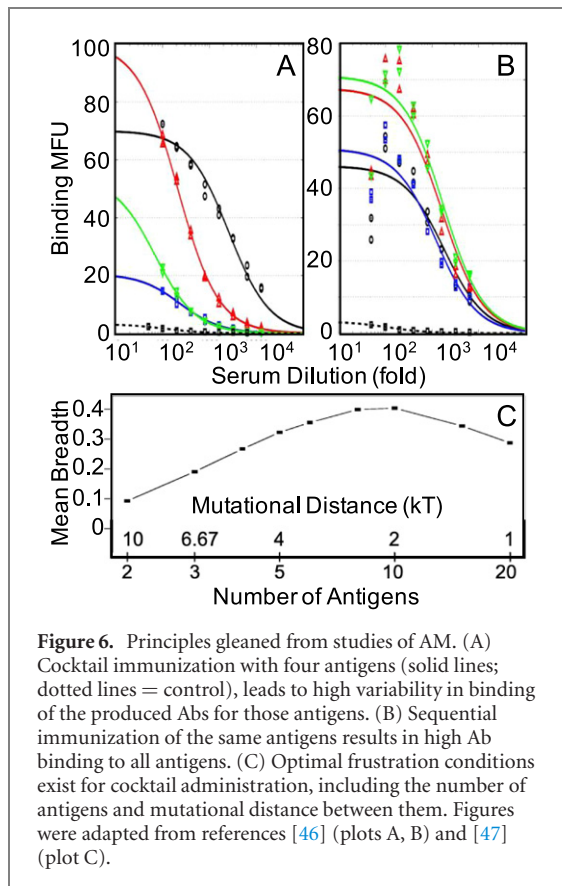 100
80
60
40
20
0
Binding MFU
A
10¹ 10² 10³ 10⁴
80
60
40
20
0
B
10¹ 10² 10³ 10⁴
Serum Dilution (fold)
0.4
0.3
0.2
0.1
0
Mean Breadth
C
Mutational Distance (kT)
10 6.67 4 2 1
2 3 5 10 20
Number of Antigens
Figure 6. Principles gleaned from studies of AM. (A)
Cocktail immunization with four antigens (solid lines;
dotted lines = control), leads to high variability in binding
of the produced Abs for those antigens. (B) Sequential
immunization of the same antigens results in high Ab
binding to all antigens. (C) Optimal frustration conditions
exist for cocktail administration, including the number of
antigens and mutational distance between them. Figures
were adapted from references [46] (plots A, B) and [47]
(plot C).